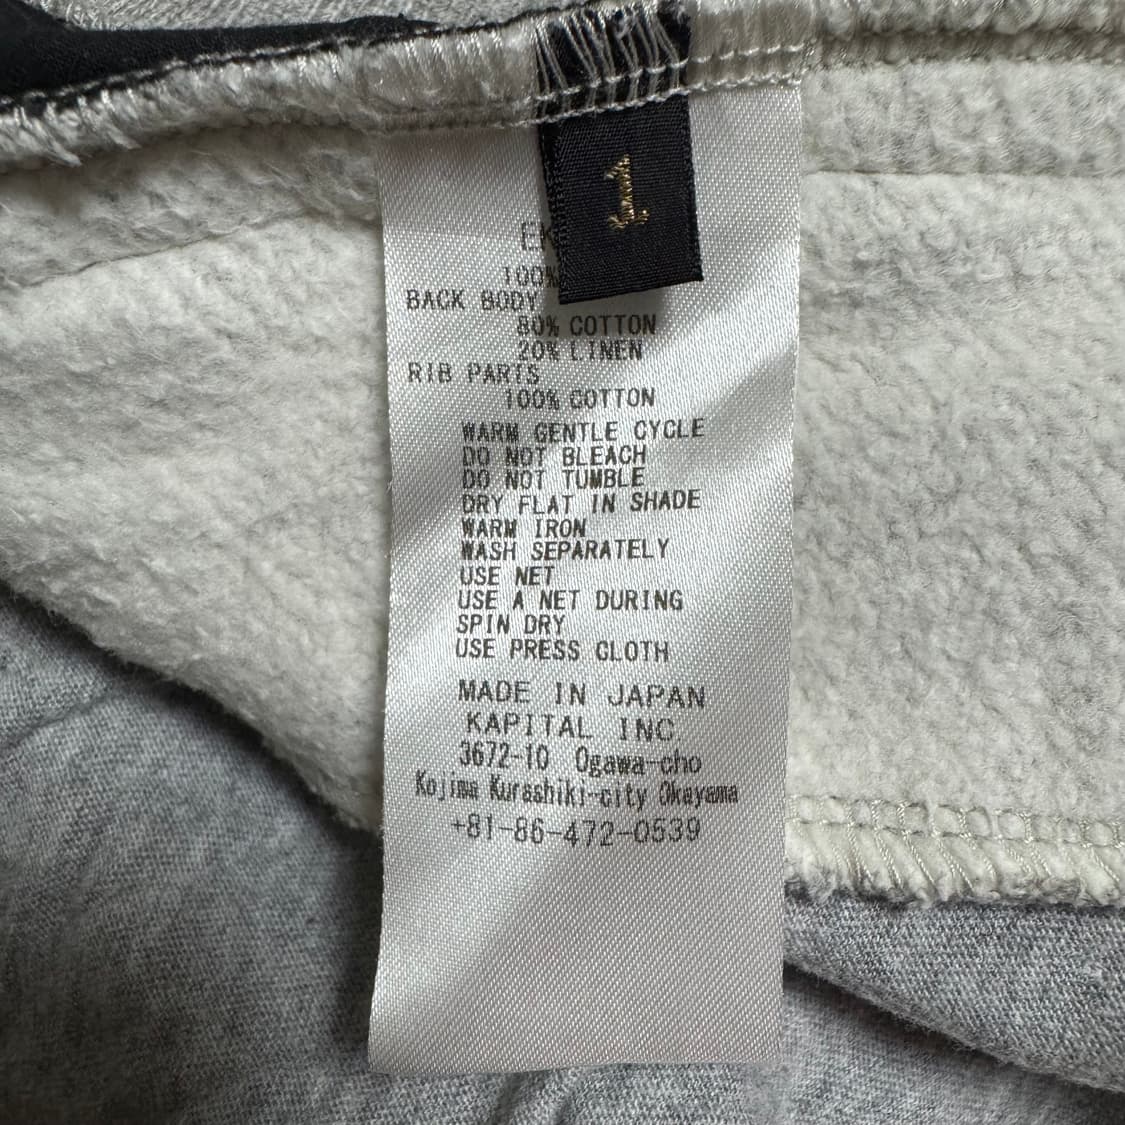 1
EK
100%
BACK BODY
80% COTTON
20% LINEN
RIB PARTS
100% COTTON
WARM GENTLE CYCLE
DO NOT BLEACH
DO NOT TUMBLE
DRY FLAT IN SHADE
WARM IRON
WASH SEPARATELY
USE NET
USE A NET DURING
SPIN DRY
USE PRESS CLOTH
MADE IN JAPAN
KAPITAL INC
3672-10 Ogawa-cho
Kojima Kurashiki-city Okayama
+81-86-472-0539